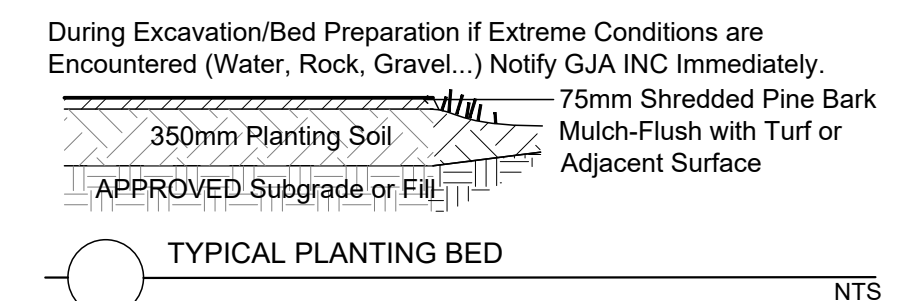 During Excavation/Bed Preparation if Extreme Conditions are
Encountered (Water, Rock, Gravel...) Notify GJA INC Immediately.
75mm Shredded Pine Bark
Mulch-Flush with Turf or
Adjacent Surface
350mm Planting Soil
APPROVED Subgrade or Fill
TYPICAL PLANTING BED
NTS